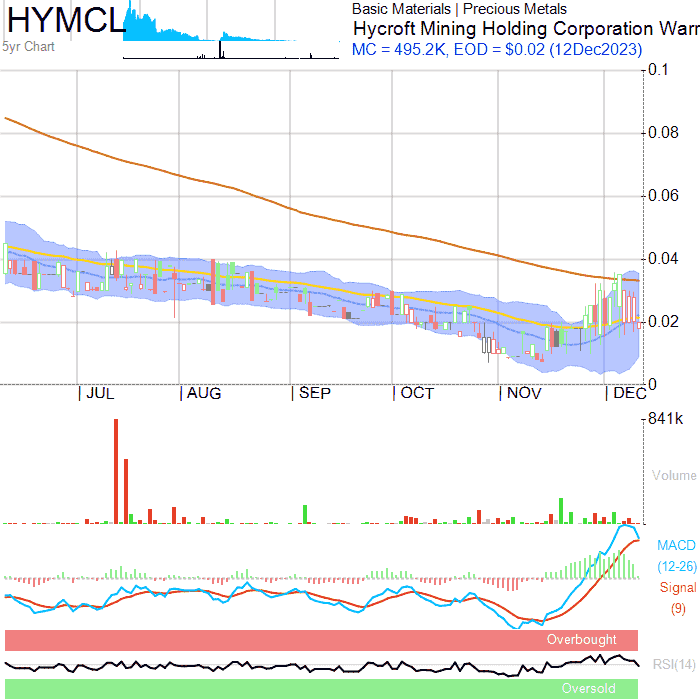 HYMCL
5yr Chart
Basic Materials | Precious Metals
Hycroft Mining Holding Corporation Warr
MC = 495.2K, EOD = $0.02 (12Dec2023)
0.1
0.08
0.06
0.04
0.02
0
JUL AUG SEP OCT NOV DEC
841k
Volume
MACD
(12-26)
Signal
(9)
Overbought
RSI(14)
Oversold